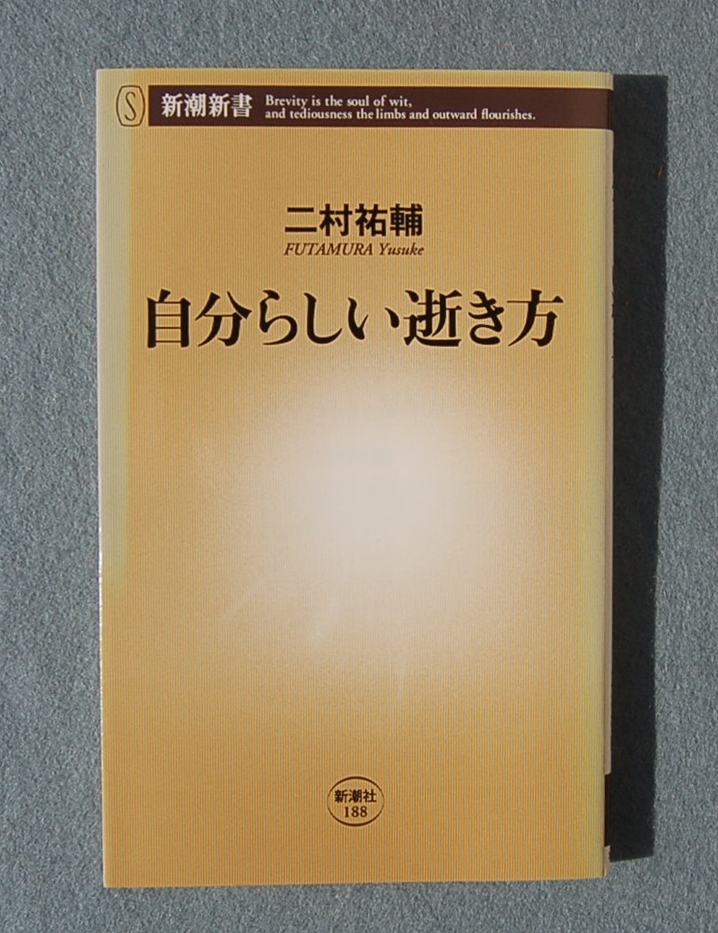 S
新潮新書
Brevity is the soul of wit,
and tediousness the limbs and outward flourishes.
二村祐輔
FUTAMURA Yusuke
自分らしい逝き方
新潮社
188